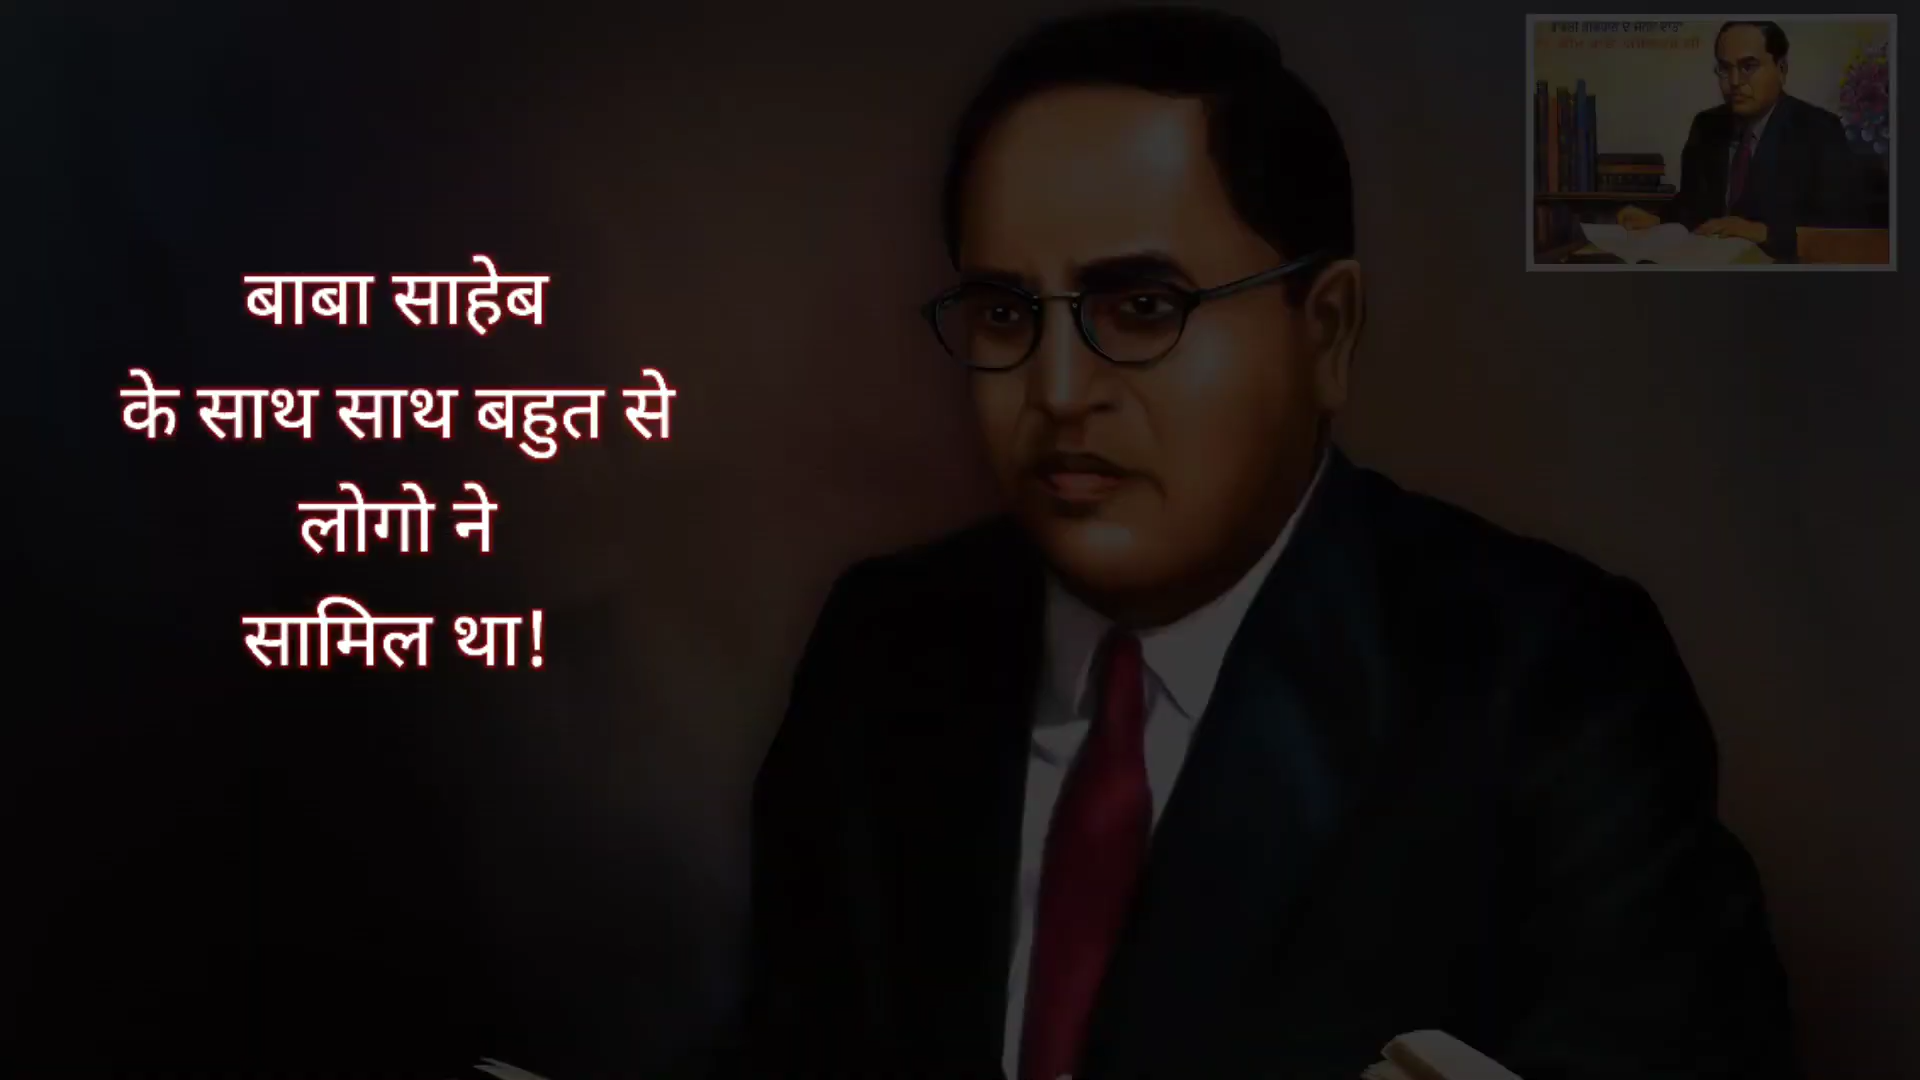 बाबा साहेब
के साथ साथ बहुत से
लोगो ने
सामिल था!